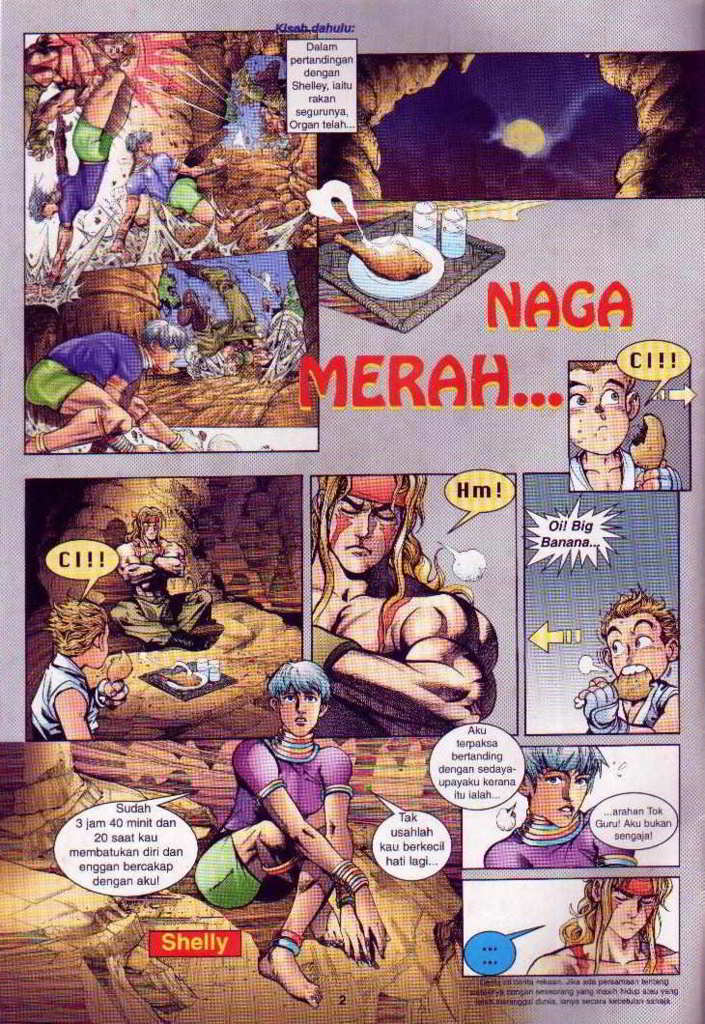 Kisah dahulu:
Dalam
pertandingan
dengan
Shelley, iaitu
rakan
segurunya,
Organ telah...
NAGA
MERAH...
CI!!
CI!!
Hm!
Oi! Big
Banana...
Sudah
3 jam 40 minit dan
20 saat kau
membatukan diri dan
enggan bercakap
dengan aku!
Tak
usahlah
kau berkecil
hati lagi...
Shelly
Aku
terpaksa
bertanding
dengan sedaya-
upayaku kerana
itu ialah...
...arahan Tok
Guru! Aku bukan
sengaja!
...
...
Cerita ini cerita rekaan. Jika ada persamaan tentang
dengan seseorang yang masih hidup atau yang
telah meninggal dunia, ianya secara kebetulan sahaja.
2